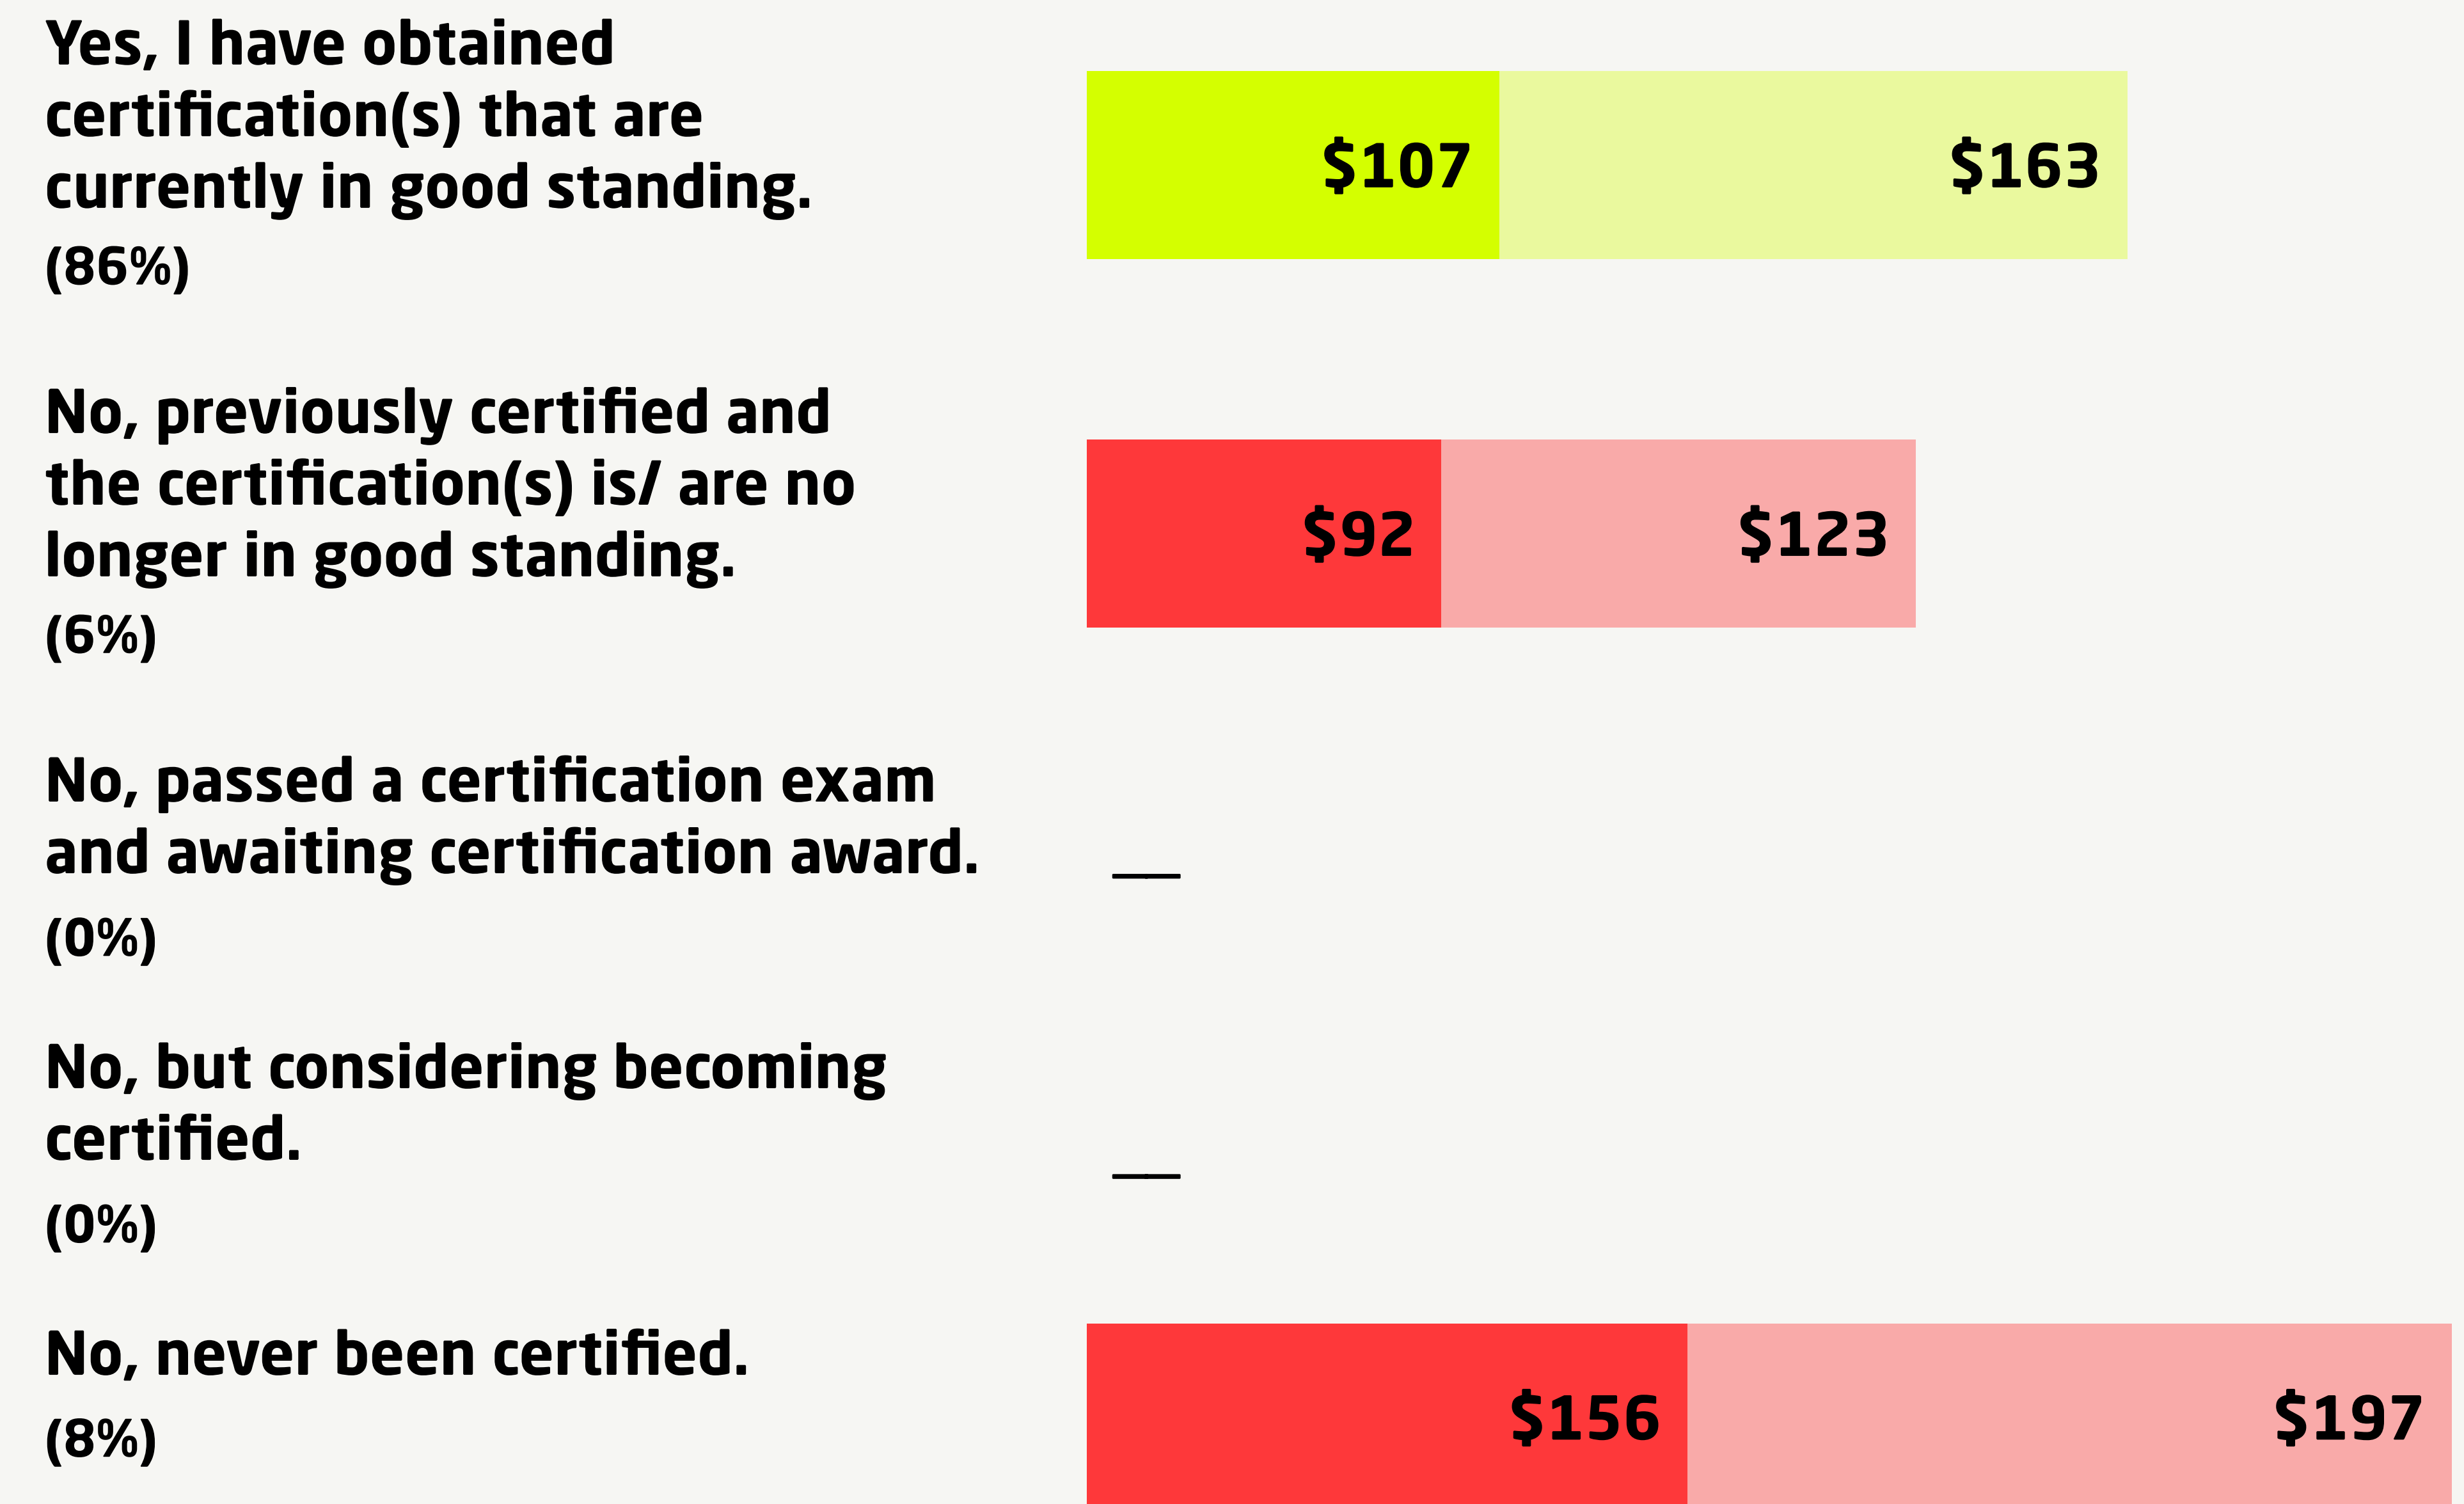 Yes, I have obtained
certification(s) that are
currently in good standing.
(86%)
$107 $163
No, previously certified and
the certification(s) is/ are no
longer in good standing.
(6%)
$92 $123
No, passed a certification exam
and awaiting certification award.
(0%)
__
No, but considering becoming
certified.
(0%)
__
No, never been certified.
(8%)
$156 $197